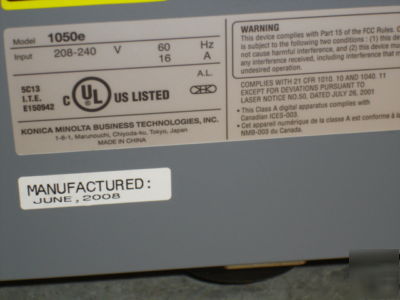 Model 1050e
Input 208-240 V 60 Hz
16 A
A.L.
5C13
I.T.E.
E150942
C UL US LISTED
KONICA MINOLTA BUSINESS TECHNOLOGIES, INC.
1-6-1, Marunouchi, Chiyoda-ku, Tokyo, Japan
MADE IN CHINA
MANUFACTURED:
JUNE, 2008
WARNING
This device complies with Part 15 of the FCC Rules.
is subject to the following two conditions : (1) this dev
not cause harmful interference, and (2) this device mu
any interference received, including interference that m
undesired operation.
COMPLIES WITH 21 CFR 1010. 10 AND 1040. 11
EXCEPT FOR DEVIATIONS PURSUANT TO
LASER NOTICE NO.50, DATED JULY 26, 2001
• This Class A digital apparatus complies with
Canadian ICES-003.
• Cet appareil numérique de la classe A est conforme à la
NMB-003 du Canada.